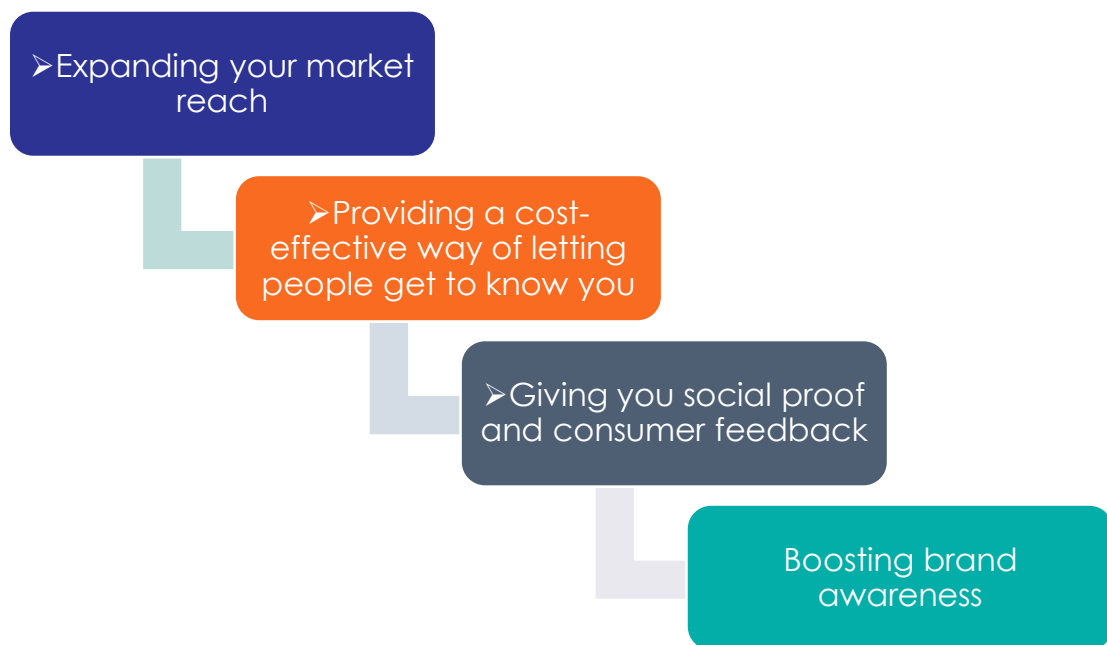 ➢Expanding your market
reach
➢Providing a cost-
effective way of letting
people get to know you
➢Giving you social proof
and consumer feedback
Boosting brand
awareness